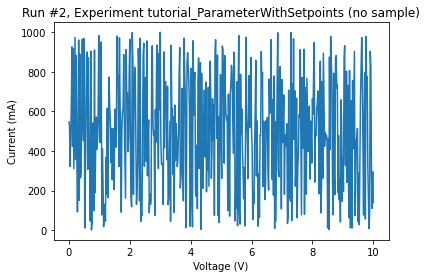 Run #2, Experiment tutorial_ParameterWithSetpoints (no sample)
1000
800
600
400
200
0
Current (mA)
0 2 4 6 8 10
Voltage (V)